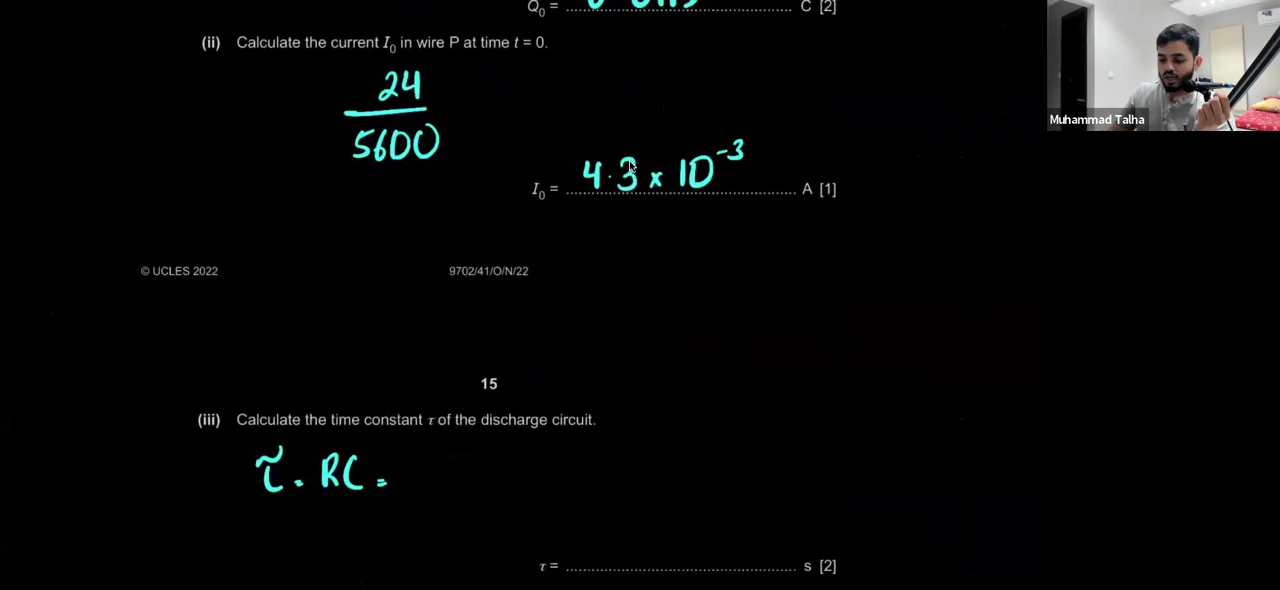 Q0 = ........ C [2]
(ii) Calculate the current I0 in wire P at time t = 0.
24
5600
Muhammad Talha
I0 = 4.3 x 10^-3 A [1]
© UCLES 2022 9702/41/O/N/22
15
(iii) Calculate the time constant τ of the discharge circuit.
τ = RC =
τ = ........ s [2]